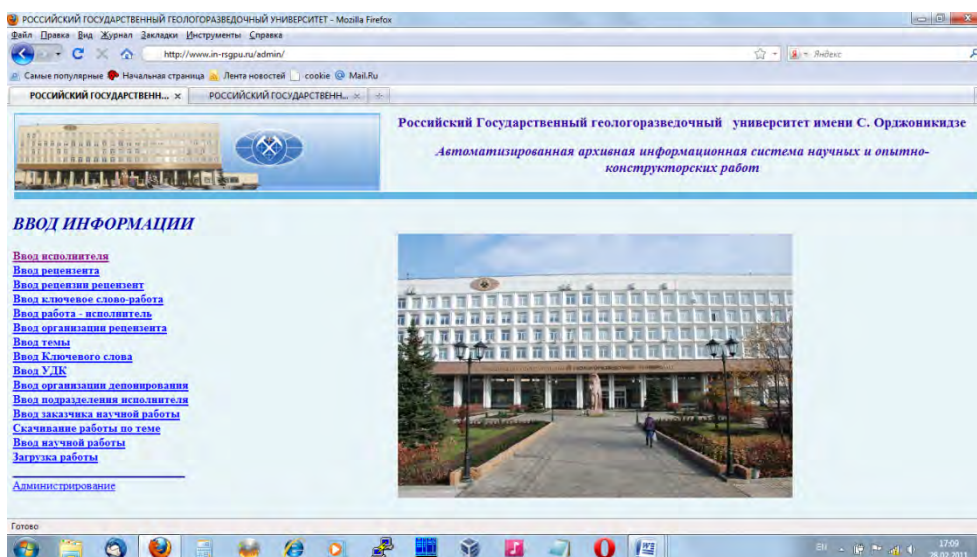 РОССИЙСКИЙ ГОСУДАРСТВЕННЫЙ ГЕОЛОГОРАЗВЕДОЧНЫЙ УНИВЕРСИТЕТ - Mozilla Firefox
Файл Правка Вид Журнал Закладки Инструменты Справка
http://www.in-rsgpu.ru/admin/
Яндекс
Самые популярные Начальная страница Лента новостей cookie Mail.Ru
РОССИЙСКИЙ ГОСУДАРСТВЕНН... РОССИЙСКИЙ ГОСУДАРСТВЕНН...
Российский Государственный геологоразведочный университет имени С. Орджоникидзе
Автоматизированная архивная информационная система научных и опытно-
конструкторских работ
ВВОД ИНФОРМАЦИИ
Ввод исполнителя
Ввод рецензента
Ввод рецензии рецензент
Ввод ключевое слово-работа
Ввод работа - исполнитель
Ввод организации рецензента
Ввод темы
Ввод Ключевого слова
Ввод УДК
Ввод организации депонирования
Ввод подразделения исполнителя
Ввод заказчика научной работы
Скачивание работы по теме
Ввод научной работы
Загрузка работы
Администрирование
Готово
EN
17:09
28.02.2011